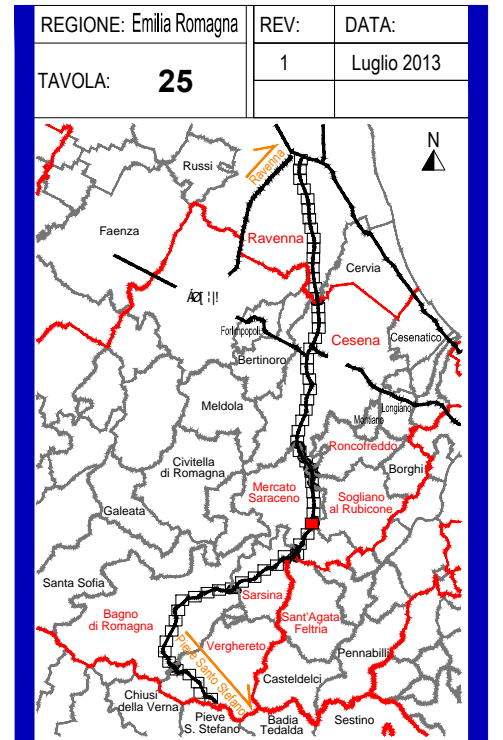 REGIONE: Emilia Romagna
REV:
DATA:
TAVOLA: 25
1
Luglio 2013
N
Russi
Ravenna
Faenza
Ravenna
Cervia
Forlimpopoli
Cesena
Cesenatico
Bertinoro
Meldola
Longiano
Montiano
Roncofreddo
Civitella
di Romagna
Borghi
Mercato
Saraceno
Sogliano
al Rubicone
Galeata
Santa Sofia
Sarsina
Bagno
di Romagna
Sant'Agata
Feltria
Verghereto
Pieve Santo Stefano
Pennabilli
Casteldelci
Chiusi
della Verna
Pieve
S. Stefano
Badia
Tedalda
Sestino